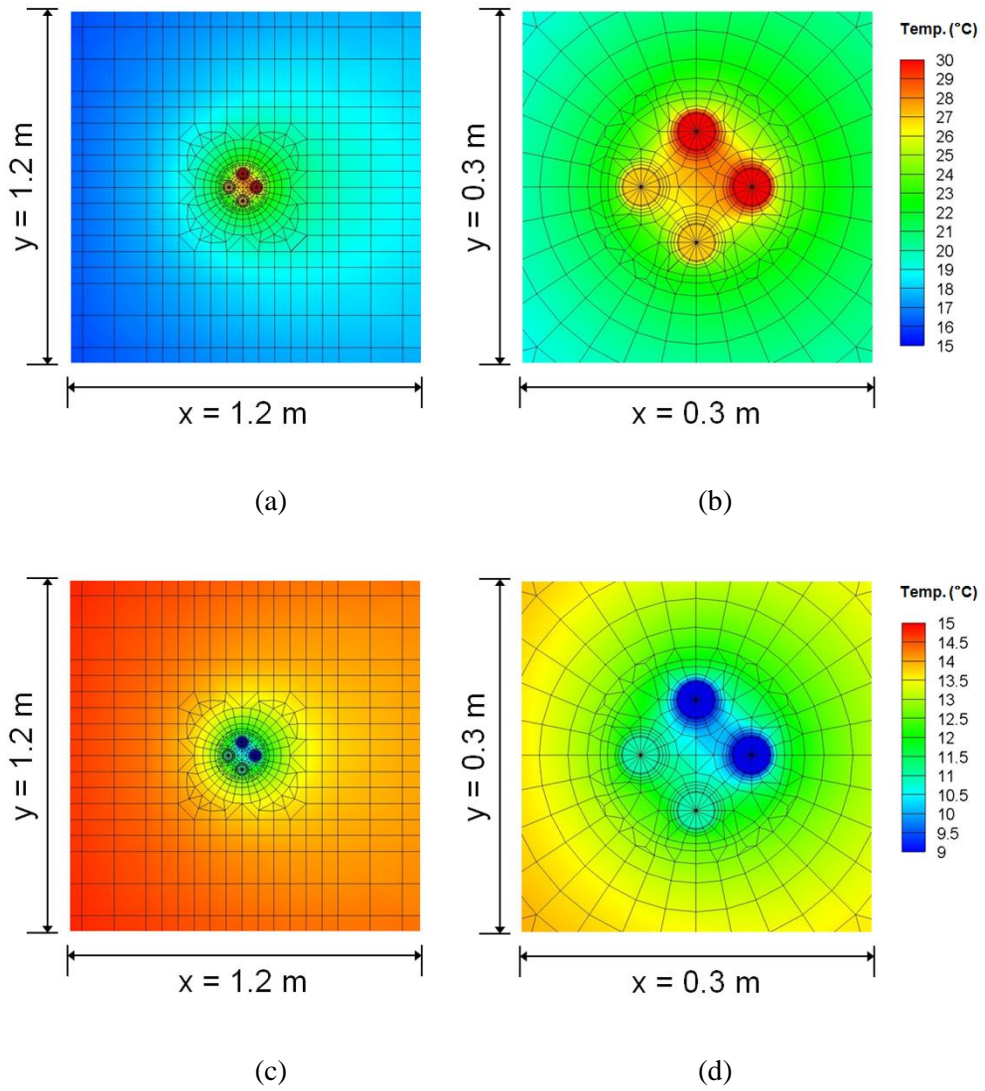 y = 1.2 m
x = 1.2 m
(a)
y = 0.3 m
x = 0.3 m
(b)
Temp. (°C)
30
29
28
27
26
25
24
23
22
21
20
19
18
17
16
15
y = 1.2 m
x = 1.2 m
(c)
y = 0.3 m
x = 0.3 m
(d)
Temp. (°C)
15
14.5
14
13.5
13
12.5
12
11.5
11
10.5
10
9.5
9